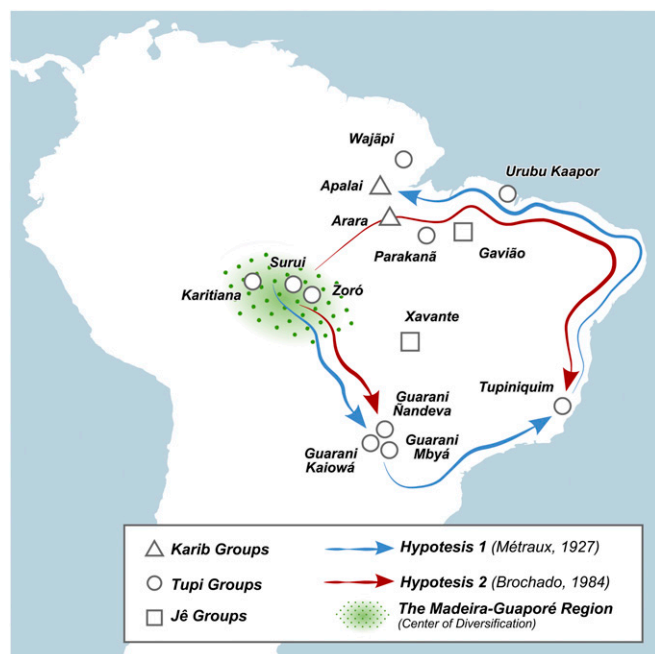 Wajãpi
Urubu Kaapor
Apalai
Arara
Parakanã
Gavião
Surui
Karitiana
Zoró
Xavante
Guarani
Ñandeva
Tupiniquim
Guarani
Kaiowá
Guarani
Mbyá
Karib Groups
Hypotesis 1 (Métraux, 1927)
Tupi Groups
Hypotesis 2 (Brochado, 1984)
Jê Groups
The Madeira-Guaporé Region
(Center of Diversification)